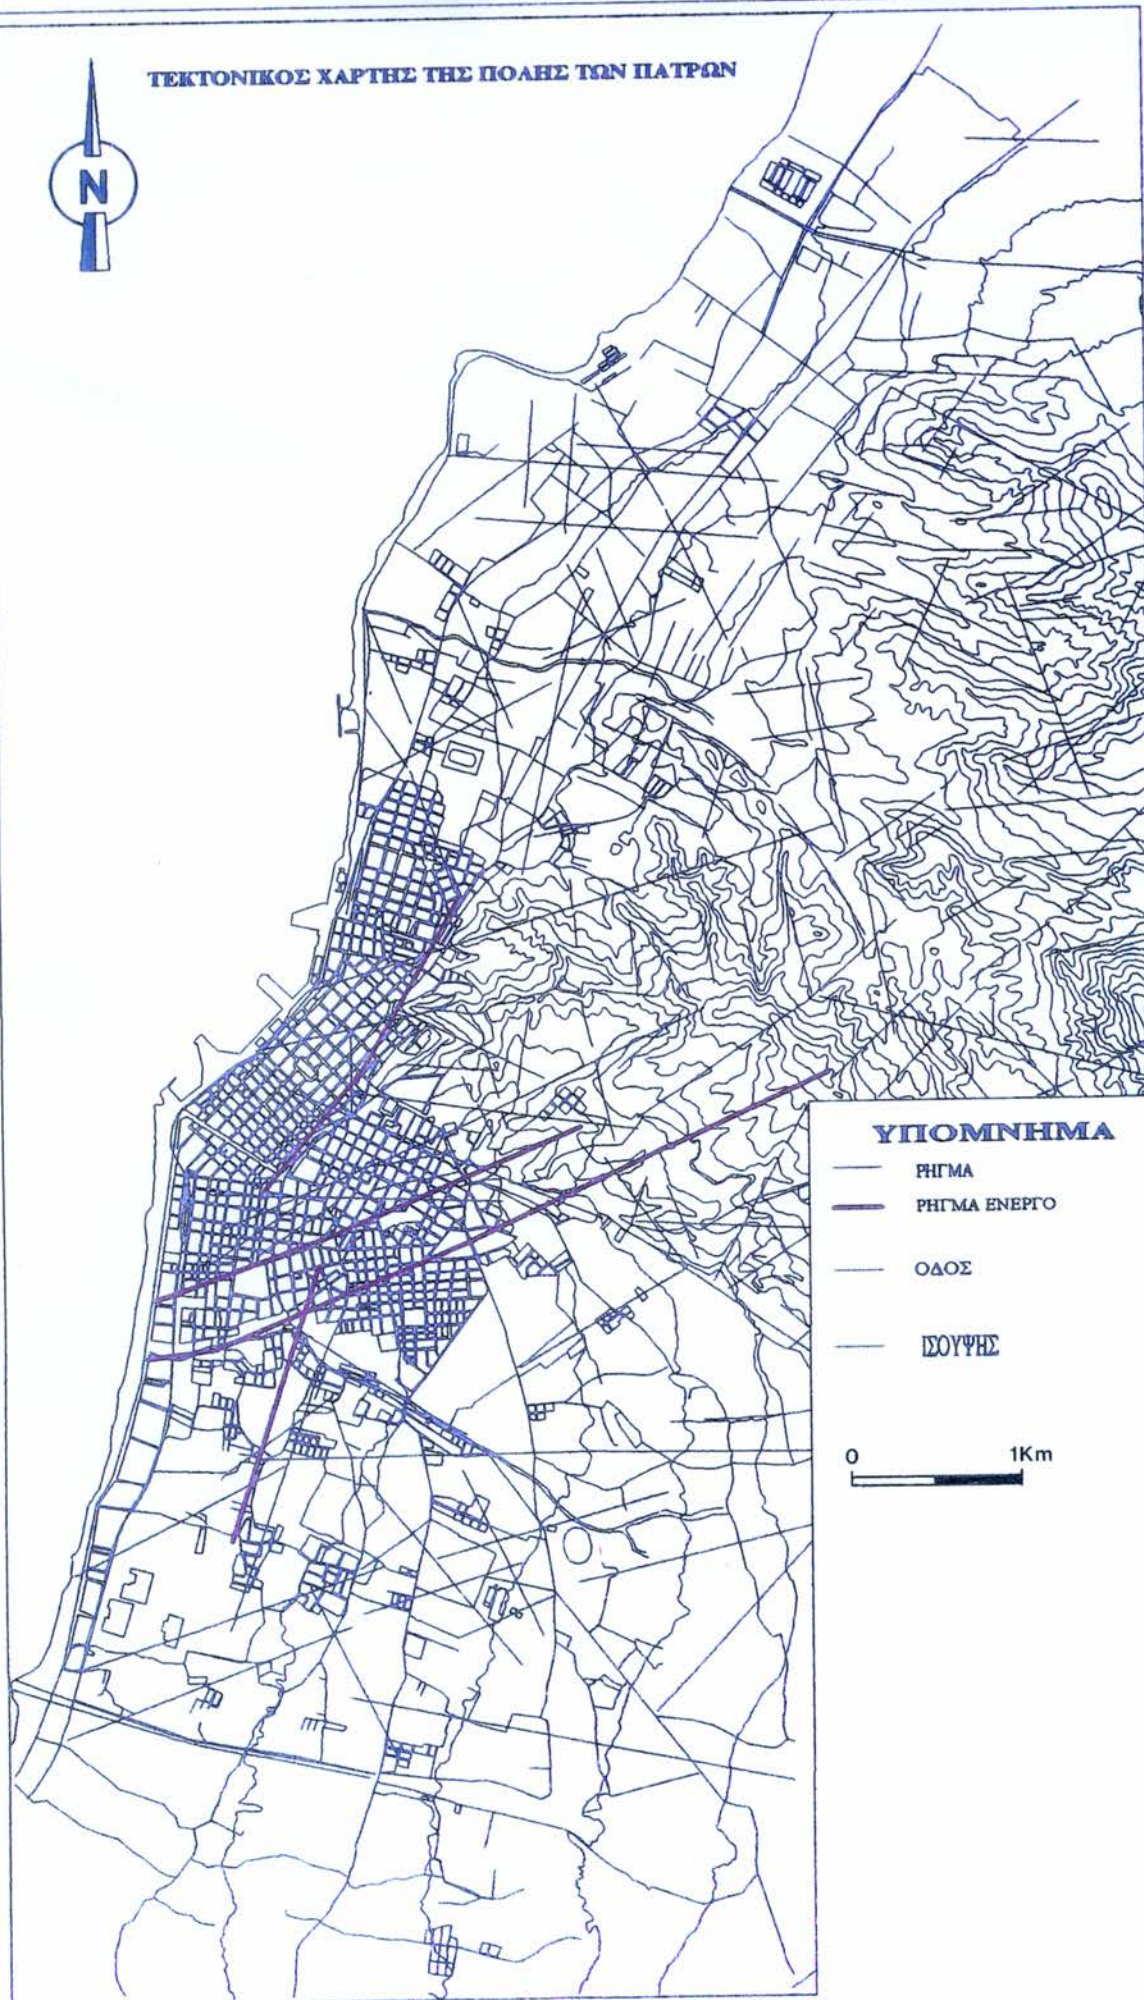 ΤΕΚΤΟΝΙΚΟΣ ΧΑΡΤΗΣ ΤΗΣ ΠΟΛΗΣ ΤΩΝ ΠΑΤΡΩΝ
N
ΥΠΟΜΝΗΜΑ
ΡΗΓΜΑ
ΡΗΓΜΑ ΕΝΕΡΓΟ
ΟΔΟΣ
ΙΣΟΥΨΗΣ
0 1Km